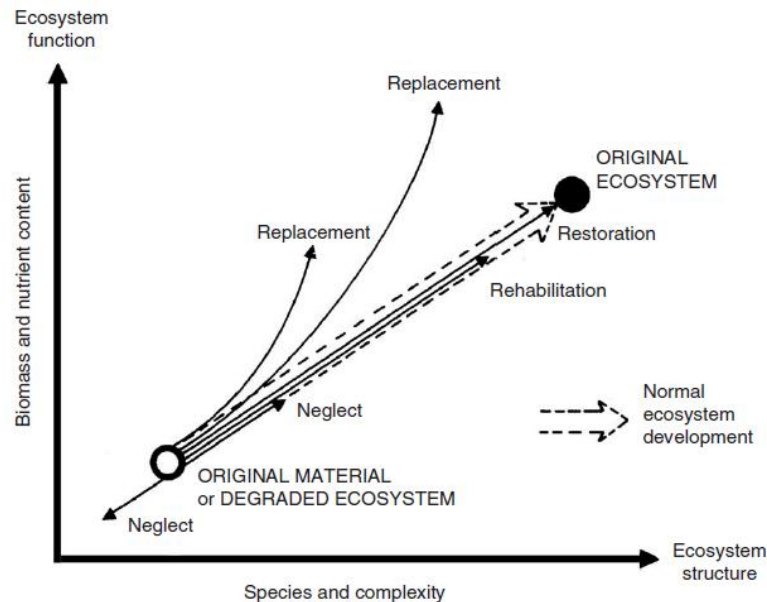 Ecosystem
function
Replacement
ORIGINAL
ECOSYSTEM
Replacement
Restoration
Rehabilitation
Biomass and nutrient content
Neglect
Normal
ecosystem
development
ORIGINAL MATERIAL
or DEGRADED ECOSYSTEM
Neglect
Ecosystem
structure
Species and complexity